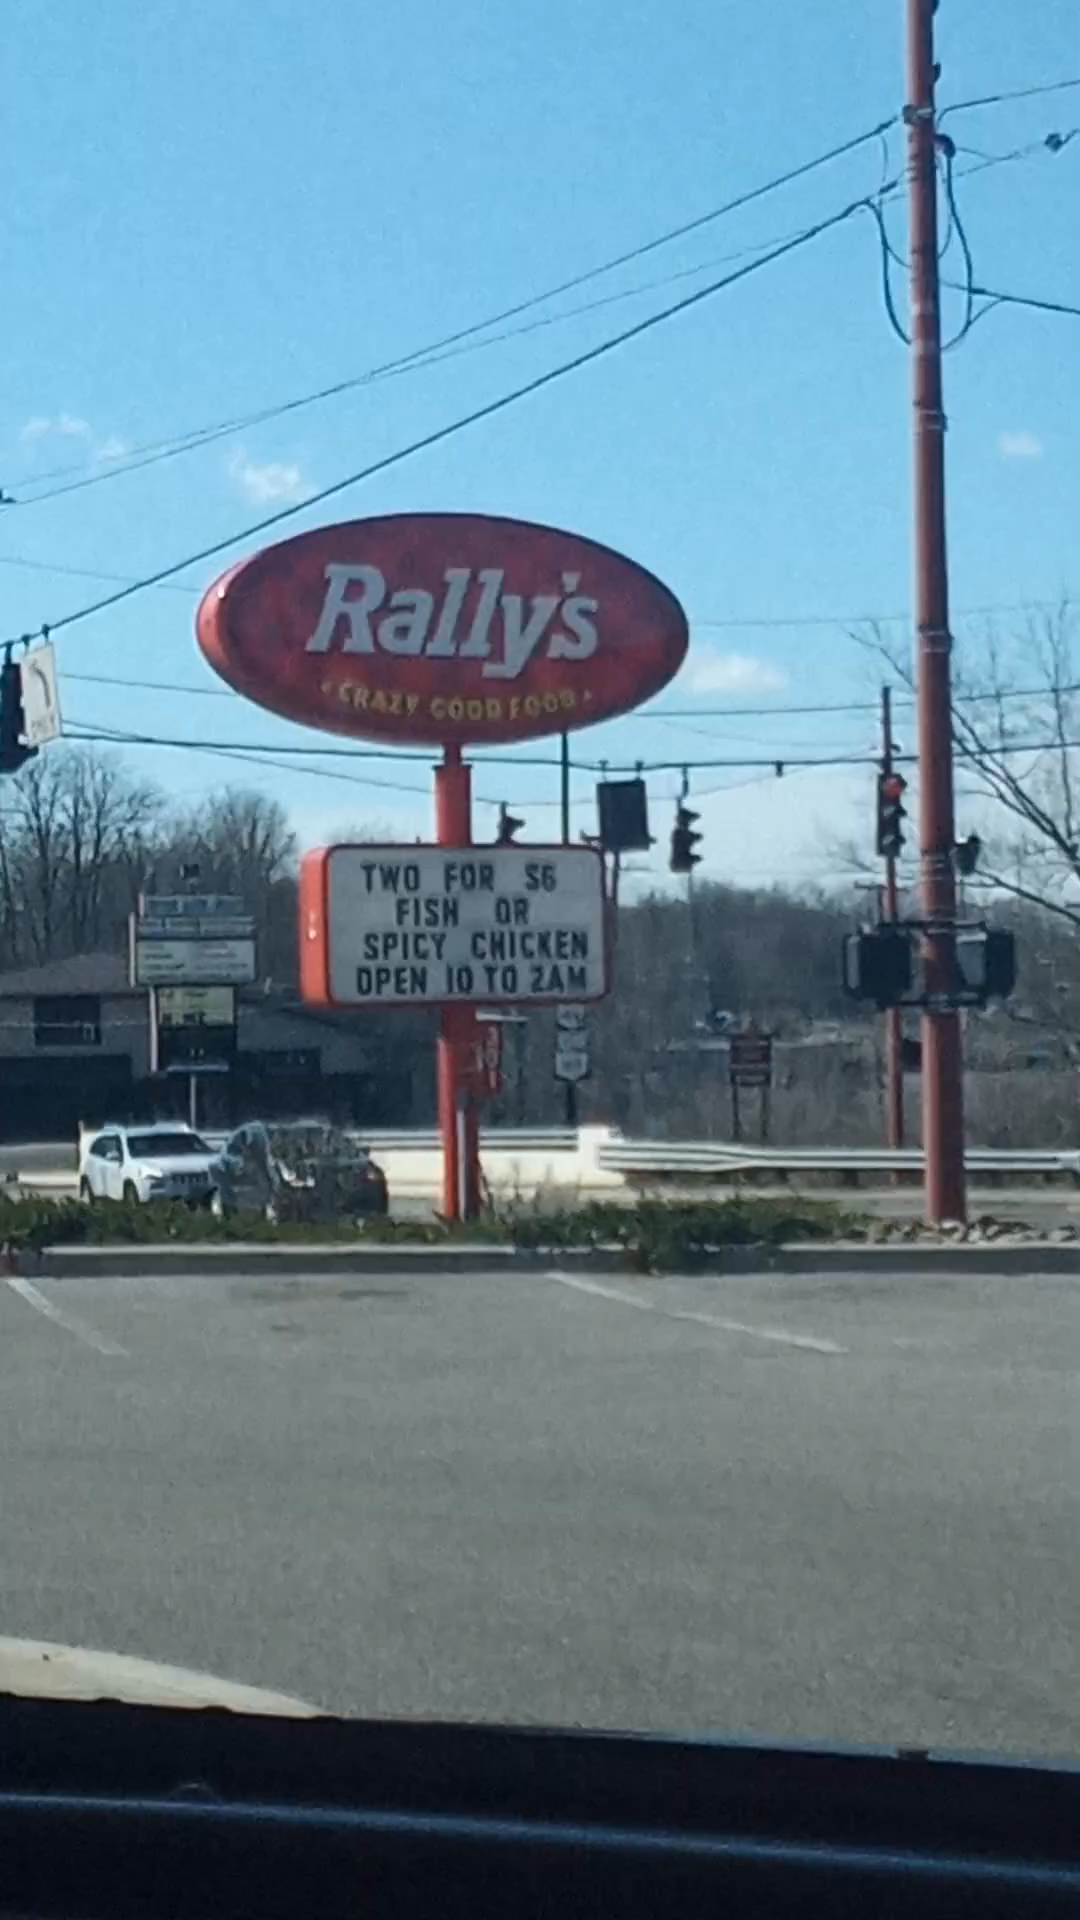 Rally's
CRAZY GOOD FOOD
TWO FOR $6
FISH OR
SPICY CHICKEN
OPEN 10 TO 2AM